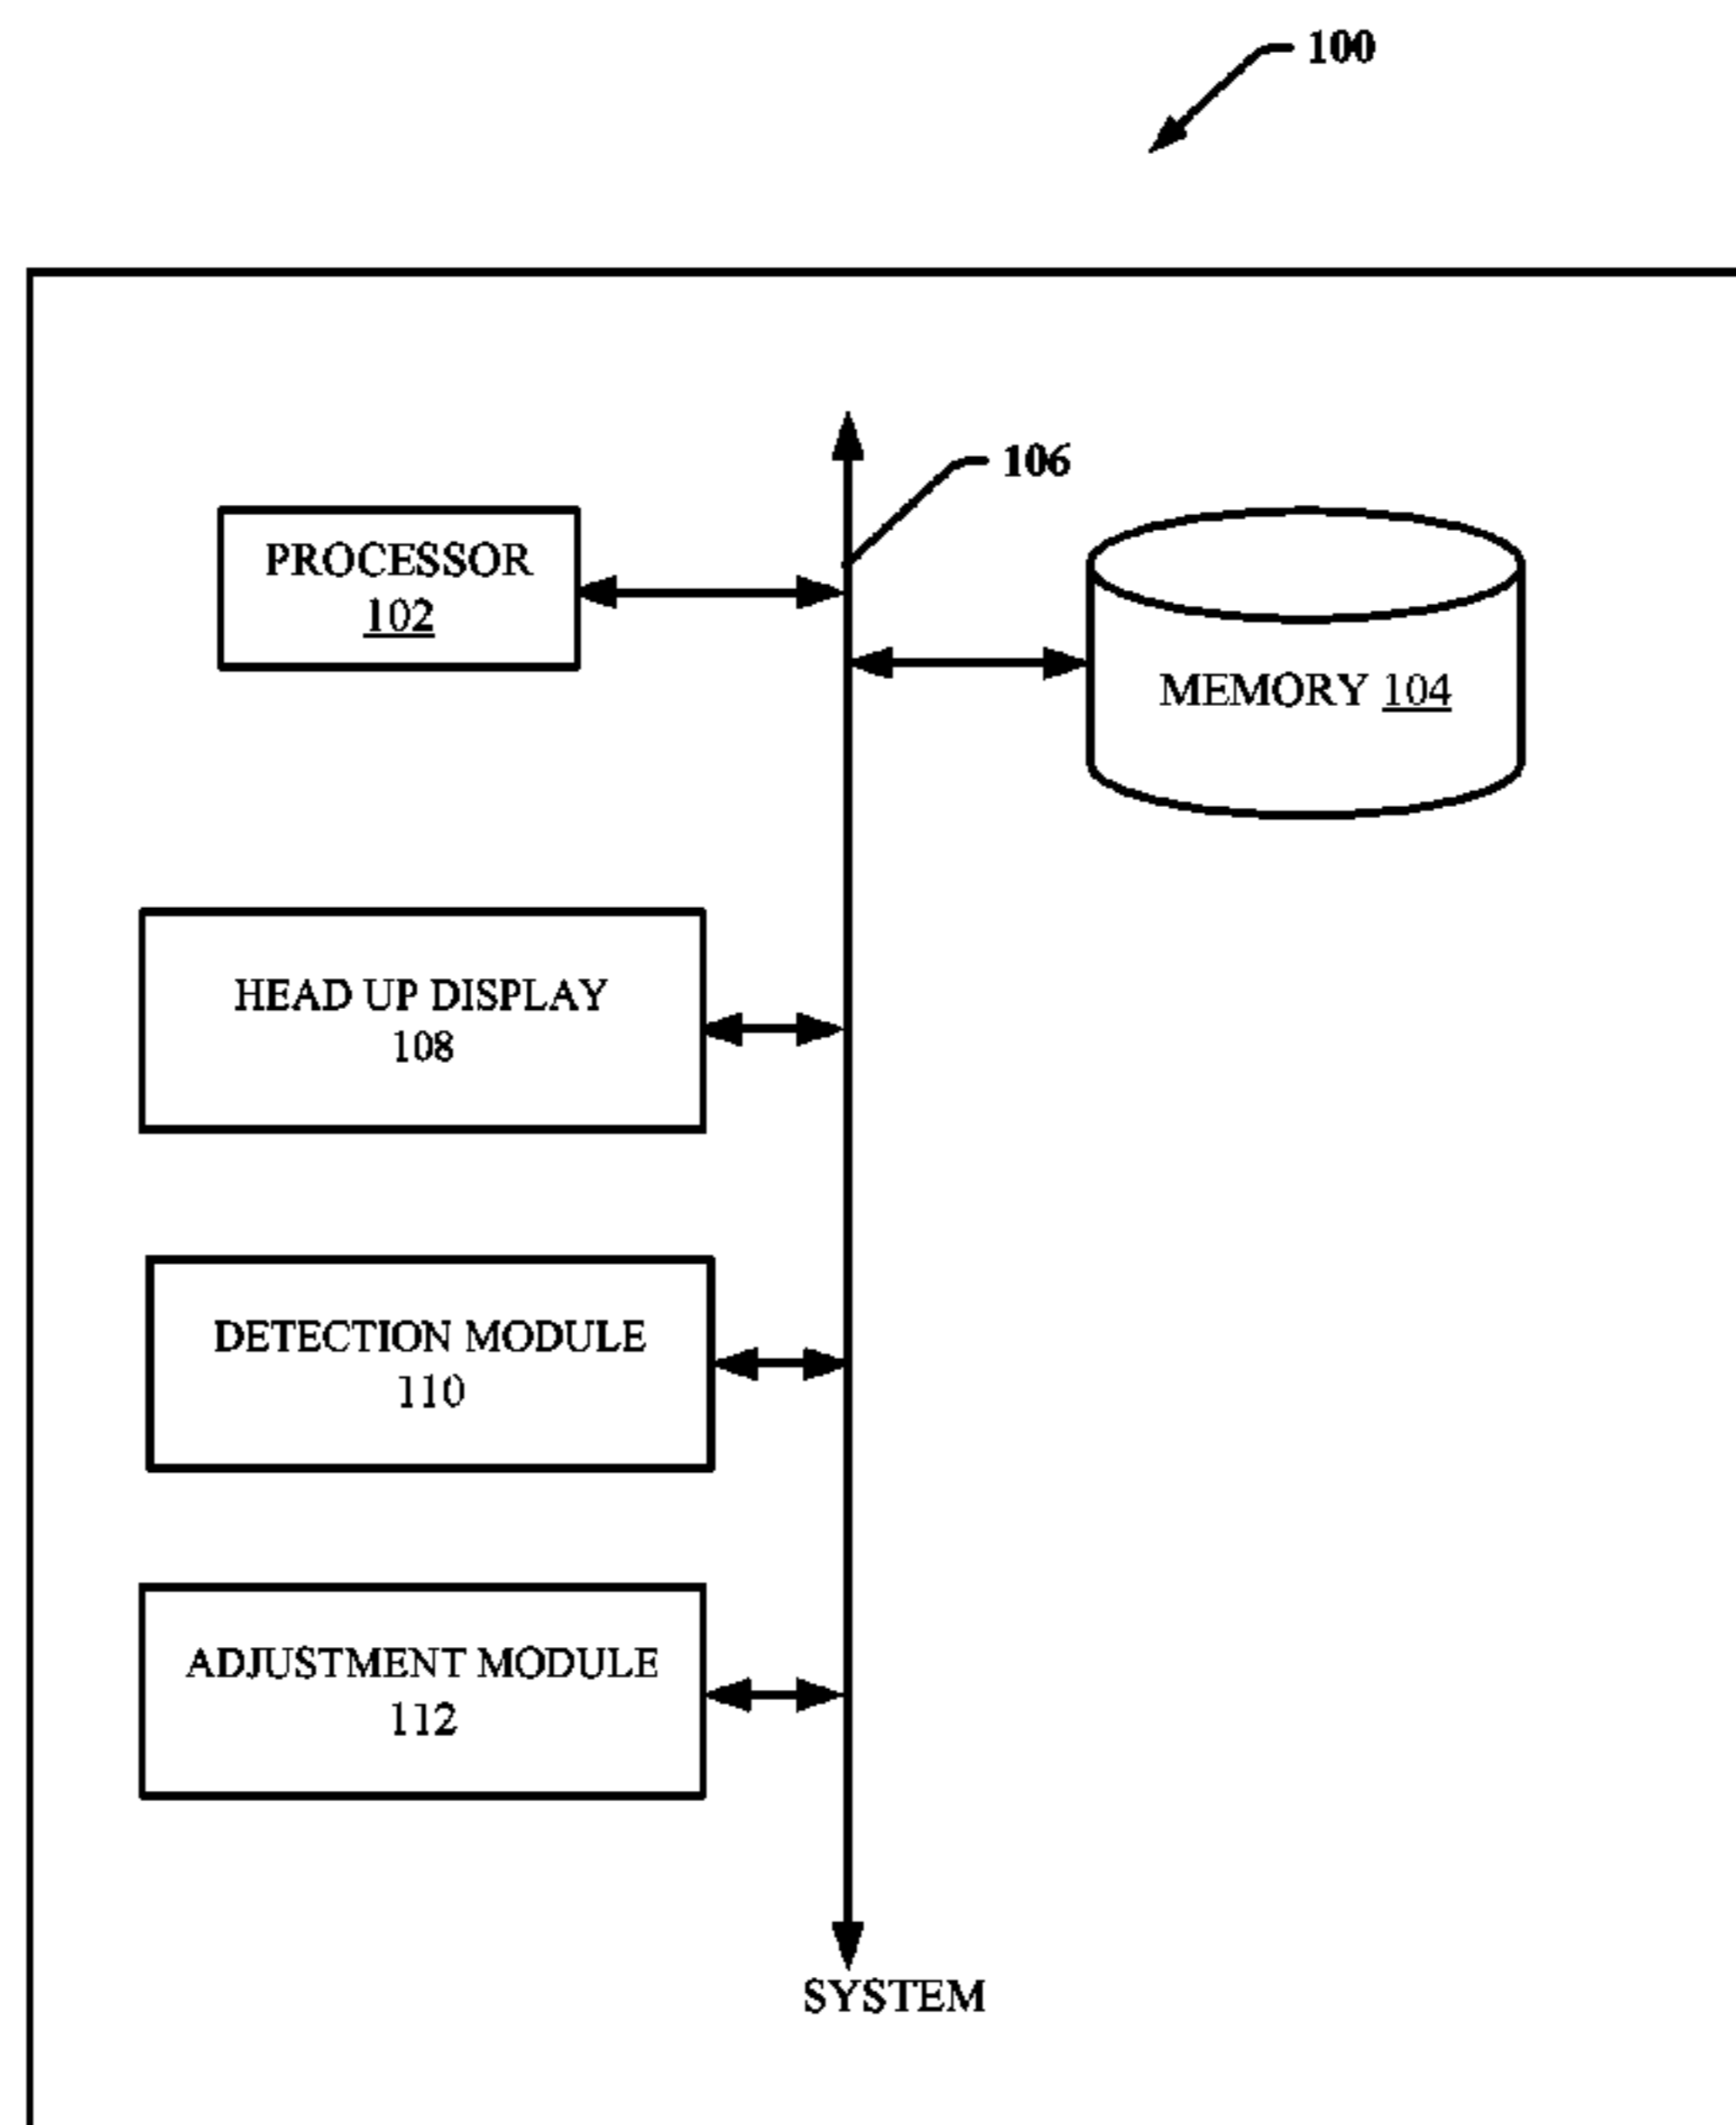 100
106
PROCESSOR
102
MEMORY 104
HEAD UP DISPLAY
108
DETECTION MODULE
110
ADJUSTMENT MODULE
112
SYSTEM